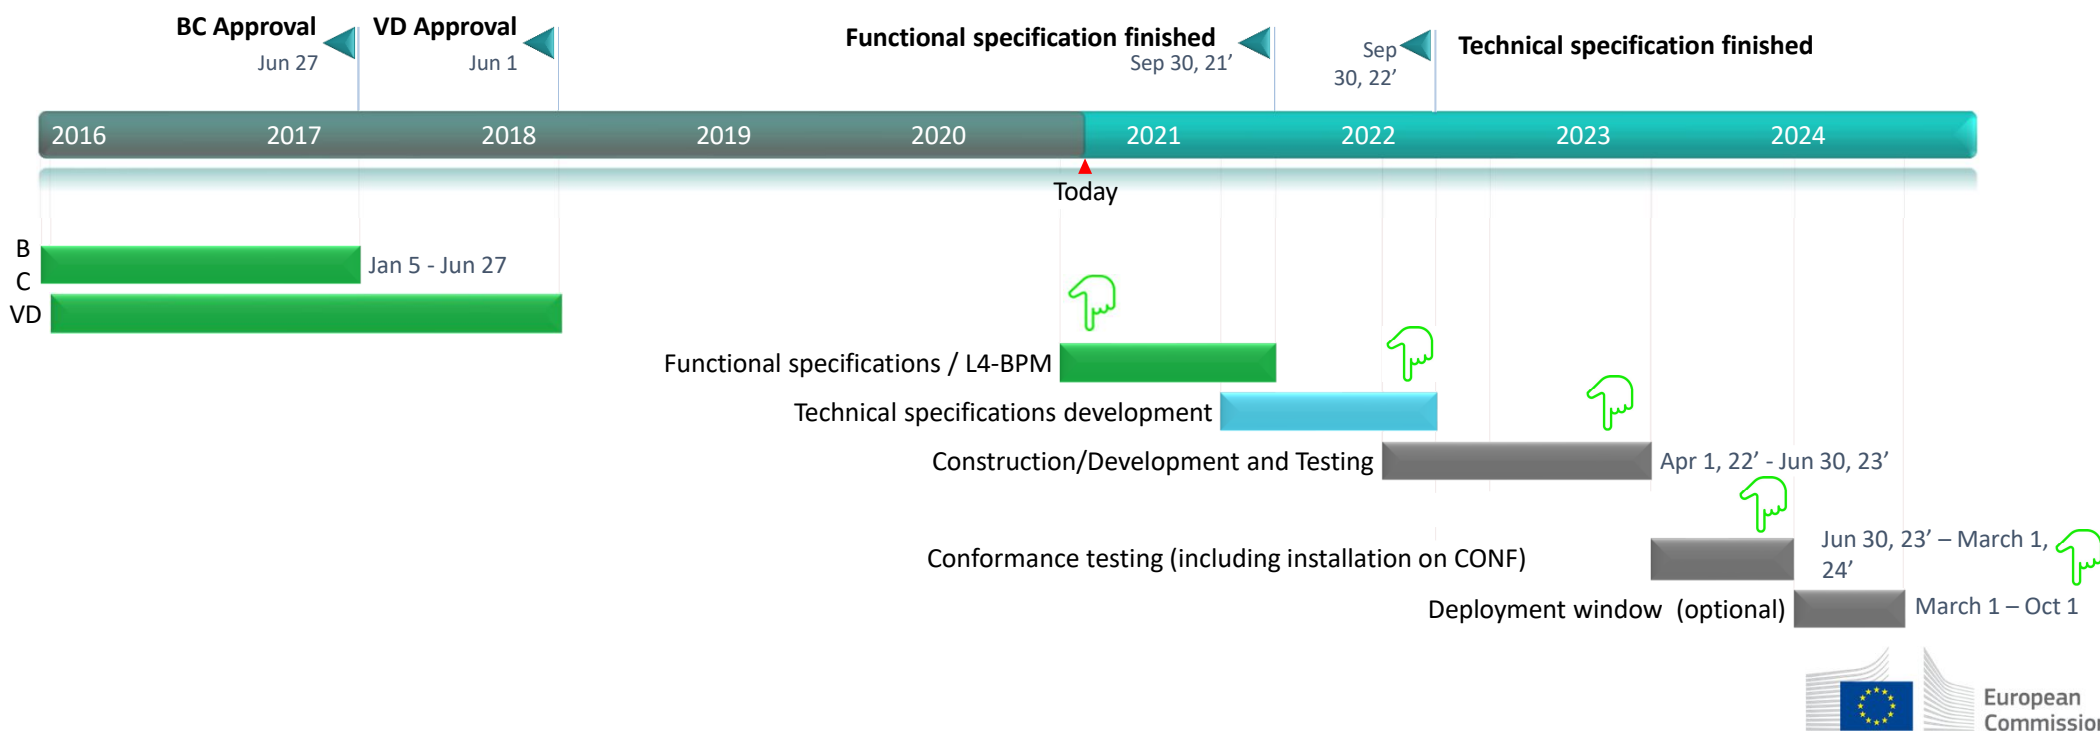 BC Approval
Jun 27
VD Approval
Jun 1
Functional specification finished
Sep 30, 21’
Sep
30, 22’
Technical specification finished
2016 2017 2018 2019 2020 2021 2022 2023 2024
Today
B
C
Jan 5 - Jun 27
VD
Functional specifications / L4-BPM
Technical specifications development
Construction/Development and Testing
Apr 1, 22’ - Jun 30, 23’
Conformance testing (including installation on CONF)
Jun 30, 23’ – March 1,
24’
Deployment window (optional)
March 1 – Oct 1
European
Commission